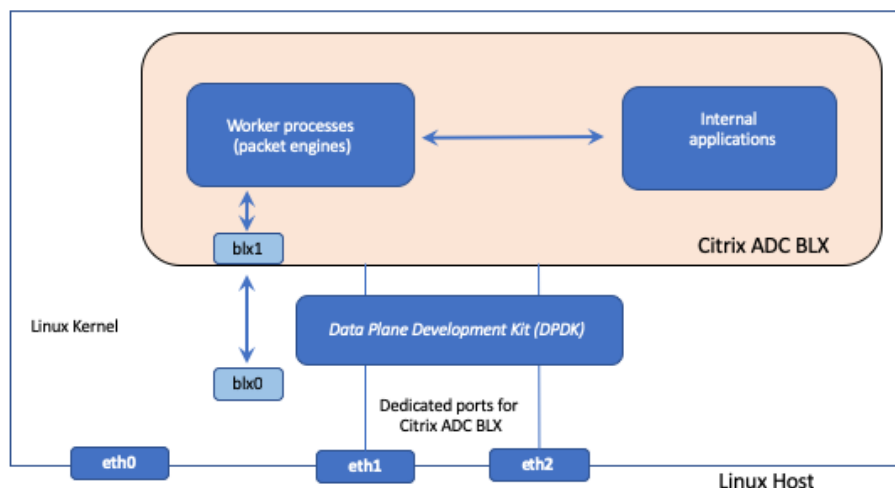 Worker processes
(packet engines)
Internal
applications
blx1
Citrix ADC BLX
Linux Kernel
Data Plane Development Kit (DPDK)
blx0
Dedicated ports for
Citrix ADC BLX
eth0
eth1
eth2
Linux Host